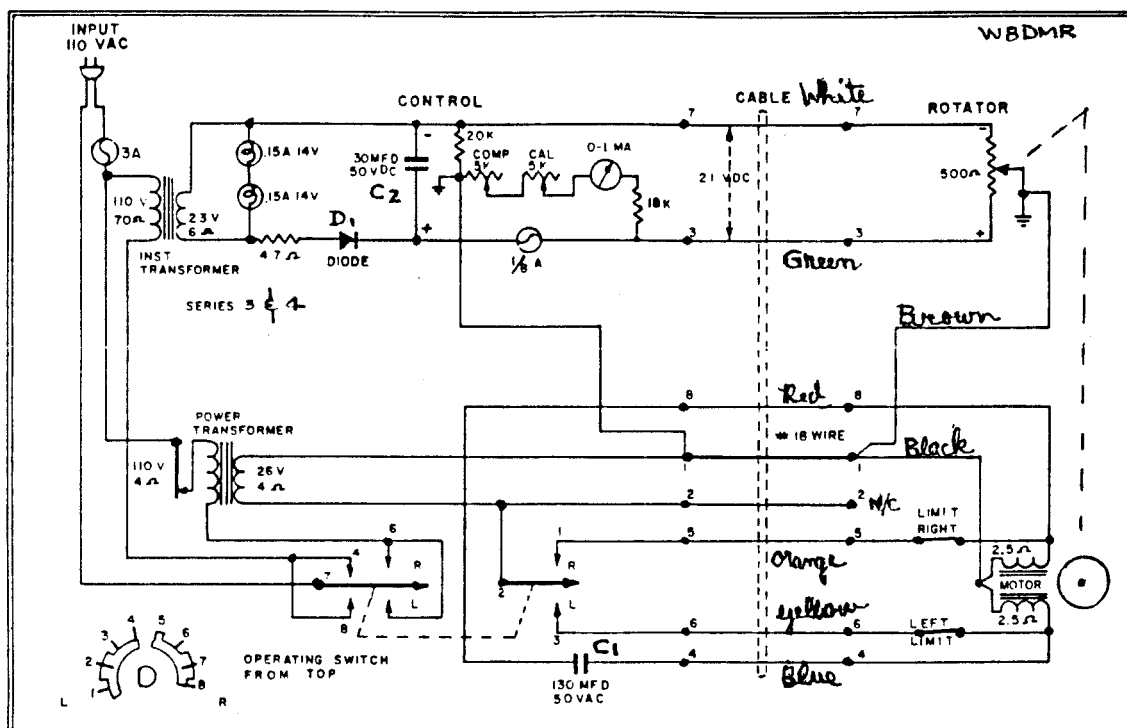 W8DMR
INPUT
110 VAC
CONTROL
CABLE White
ROTATOR
7
7
3A
.15A 14V
.15A 14V
110 V
70Ω
23V
6Ω
30MFD
50VDC
C2
-
+
20K
COMP
5K
CAL
5K
0-1 MA
18K
21 VDC
-
500Ω
+
D1
DIODE
47Ω
1/8 A
3
3
Green
INST
TRANSFORMER
SERIES 3 & 4
Brown
8
Red
8
POWER
TRANSFORMER
# 18 WIRE
110 V
4Ω
26V
4Ω
1
1
Black
2
2
N/C
LIMIT
RIGHT
5
5
Orange
4
6
1
R
R
7
2
L
L
8
3
2.5Ω
MOTOR
2.5Ω
6
Yellow
6
LEFT
LIMIT
C1
130 MFD
50VAC
4
Blue
4
OPERATING SWITCH
FROM TOP
1
2
3
4
5
6
7
8
D
L
R